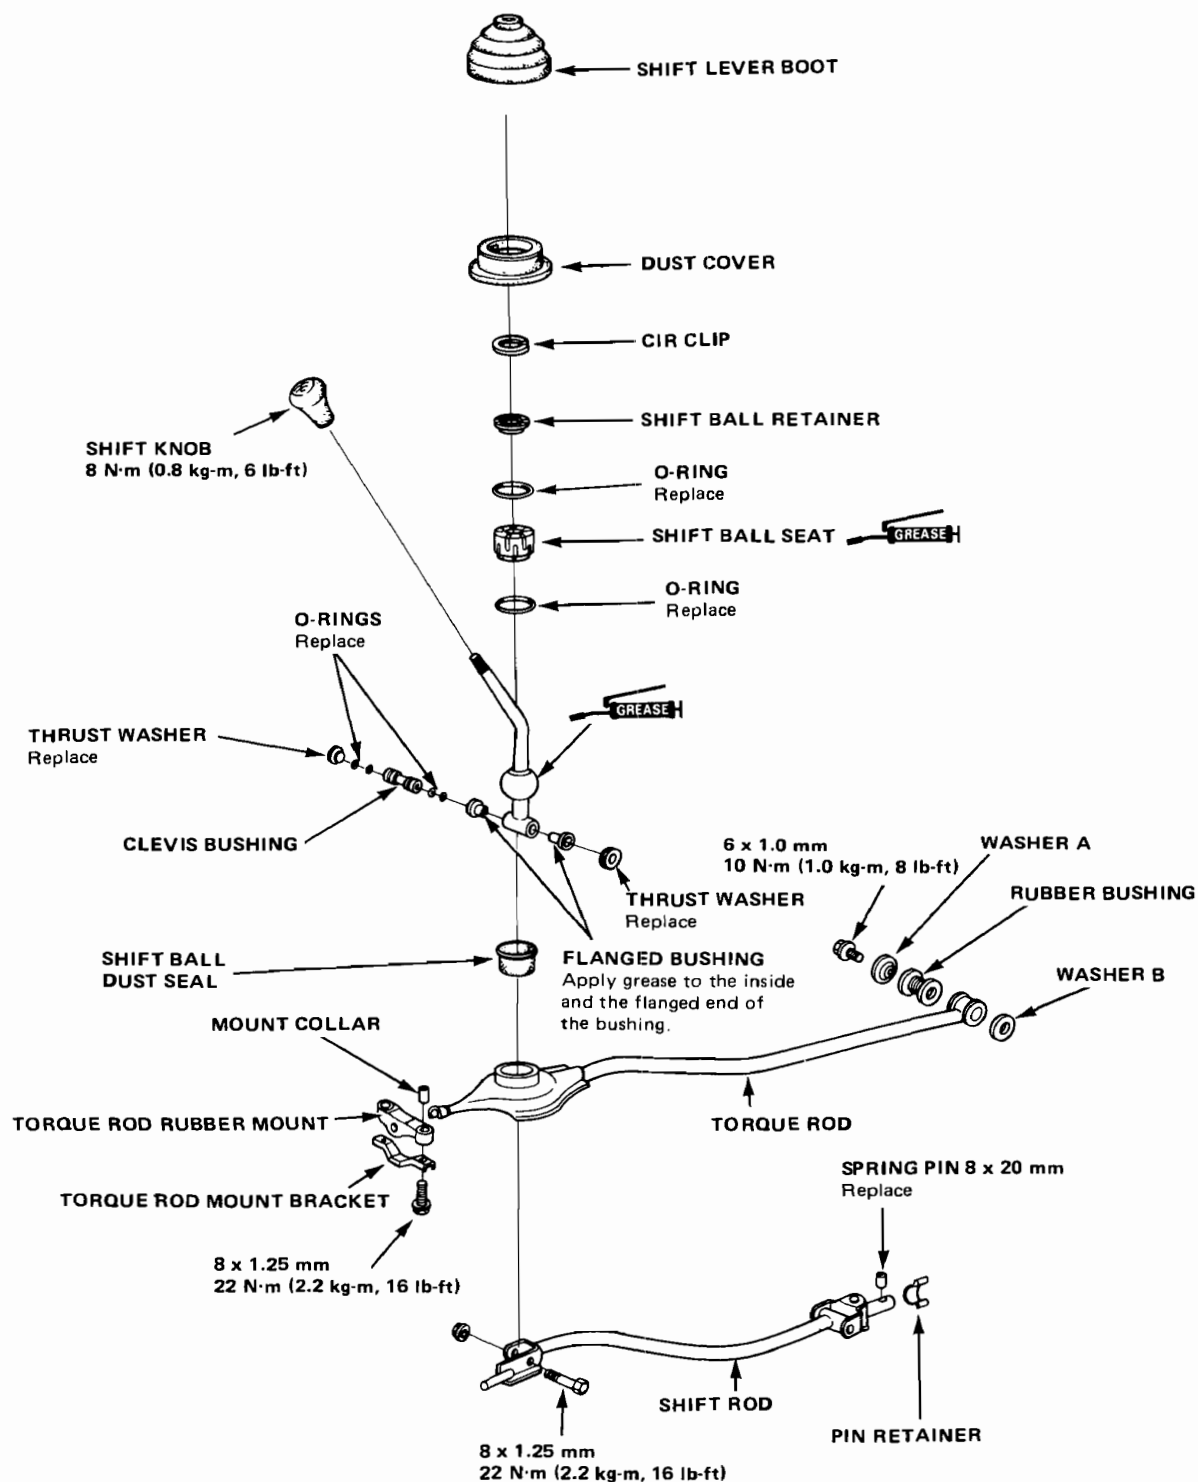 SHIFT LEVER BOOT
DUST COVER
CIR CLIP
SHIFT BALL RETAINER
SHIFT KNOB
8 N·m (0.8 kg-m, 6 lb-ft)
O-RING
Replace
SHIFT BALL SEAT
GREASE
O-RING
Replace
O-RINGS
Replace
GREASE
THRUST WASHER
Replace
CLEVIS BUSHING
6 x 1.0 mm
10 N·m (1.0 kg-m, 8 lb-ft)
WASHER A
RUBBER BUSHING
THRUST WASHER
Replace
SHIFT BALL
DUST SEAL
FLANGED BUSHING
Apply grease to the inside
and the flanged end of
the bushing.
WASHER B
MOUNT COLLAR
TORQUE ROD RUBBER MOUNT
TORQUE ROD
TORQUE ROD MOUNT BRACKET
SPRING PIN 8 x 20 mm
Replace
8 x 1.25 mm
22 N·m (2.2 kg-m, 16 lb-ft)
SHIFT ROD
PIN RETAINER
8 x 1.25 mm
22 N·m (2.2 kg-m, 16 lb-ft)